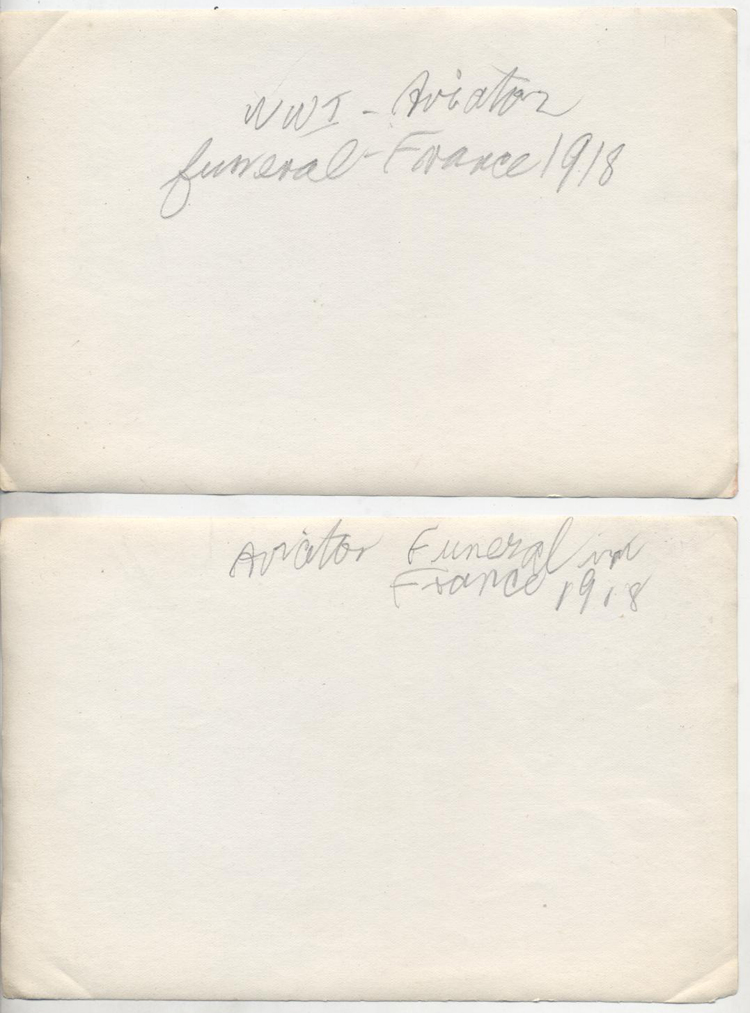 WWI - Aviator
funeral - France 1918
Aviator Funeral in
France 1918